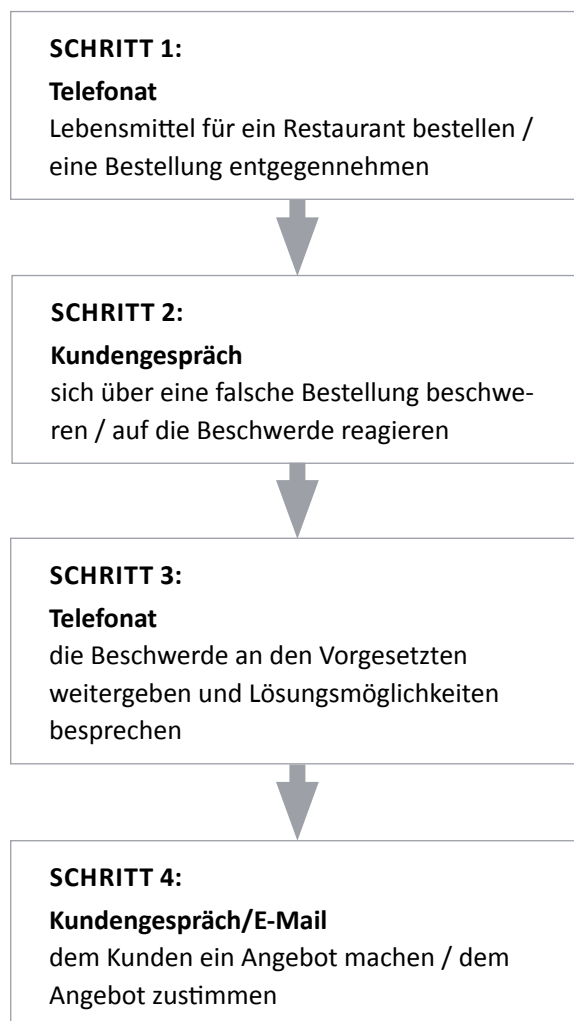 SCHRITT 1:
Telefonat
Lebensmittel für ein Restaurant bestellen /
eine Bestellung entgegennehmen
SCHRITT 2:
Kundengespräch
sich über eine falsche Bestellung beschwe-
ren / auf die Beschwerde reagieren
SCHRITT 3:
Telefonat
die Beschwerde an den Vorgesetzten
weitergeben und Lösungsmöglichkeiten
besprechen
SCHRITT 4:
Kundengespräch/E-Mail
dem Kunden ein Angebot machen / dem
Angebot zustimmen